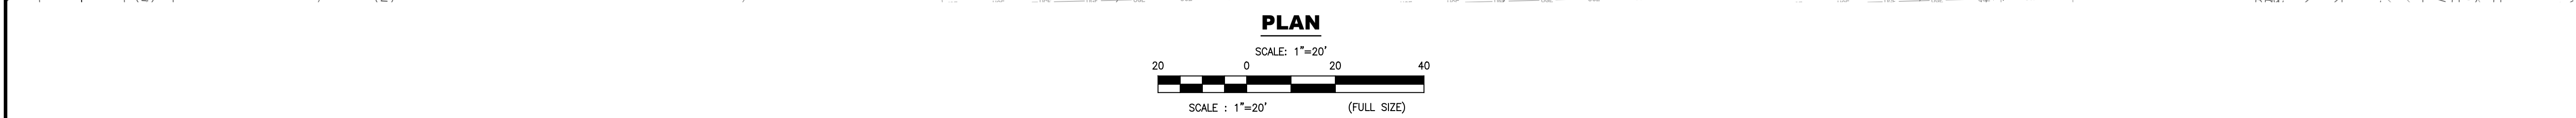 PLAN
SCALE: 1"=20'
20 0 20 40
SCALE : 1"=20' (FULL SIZE)